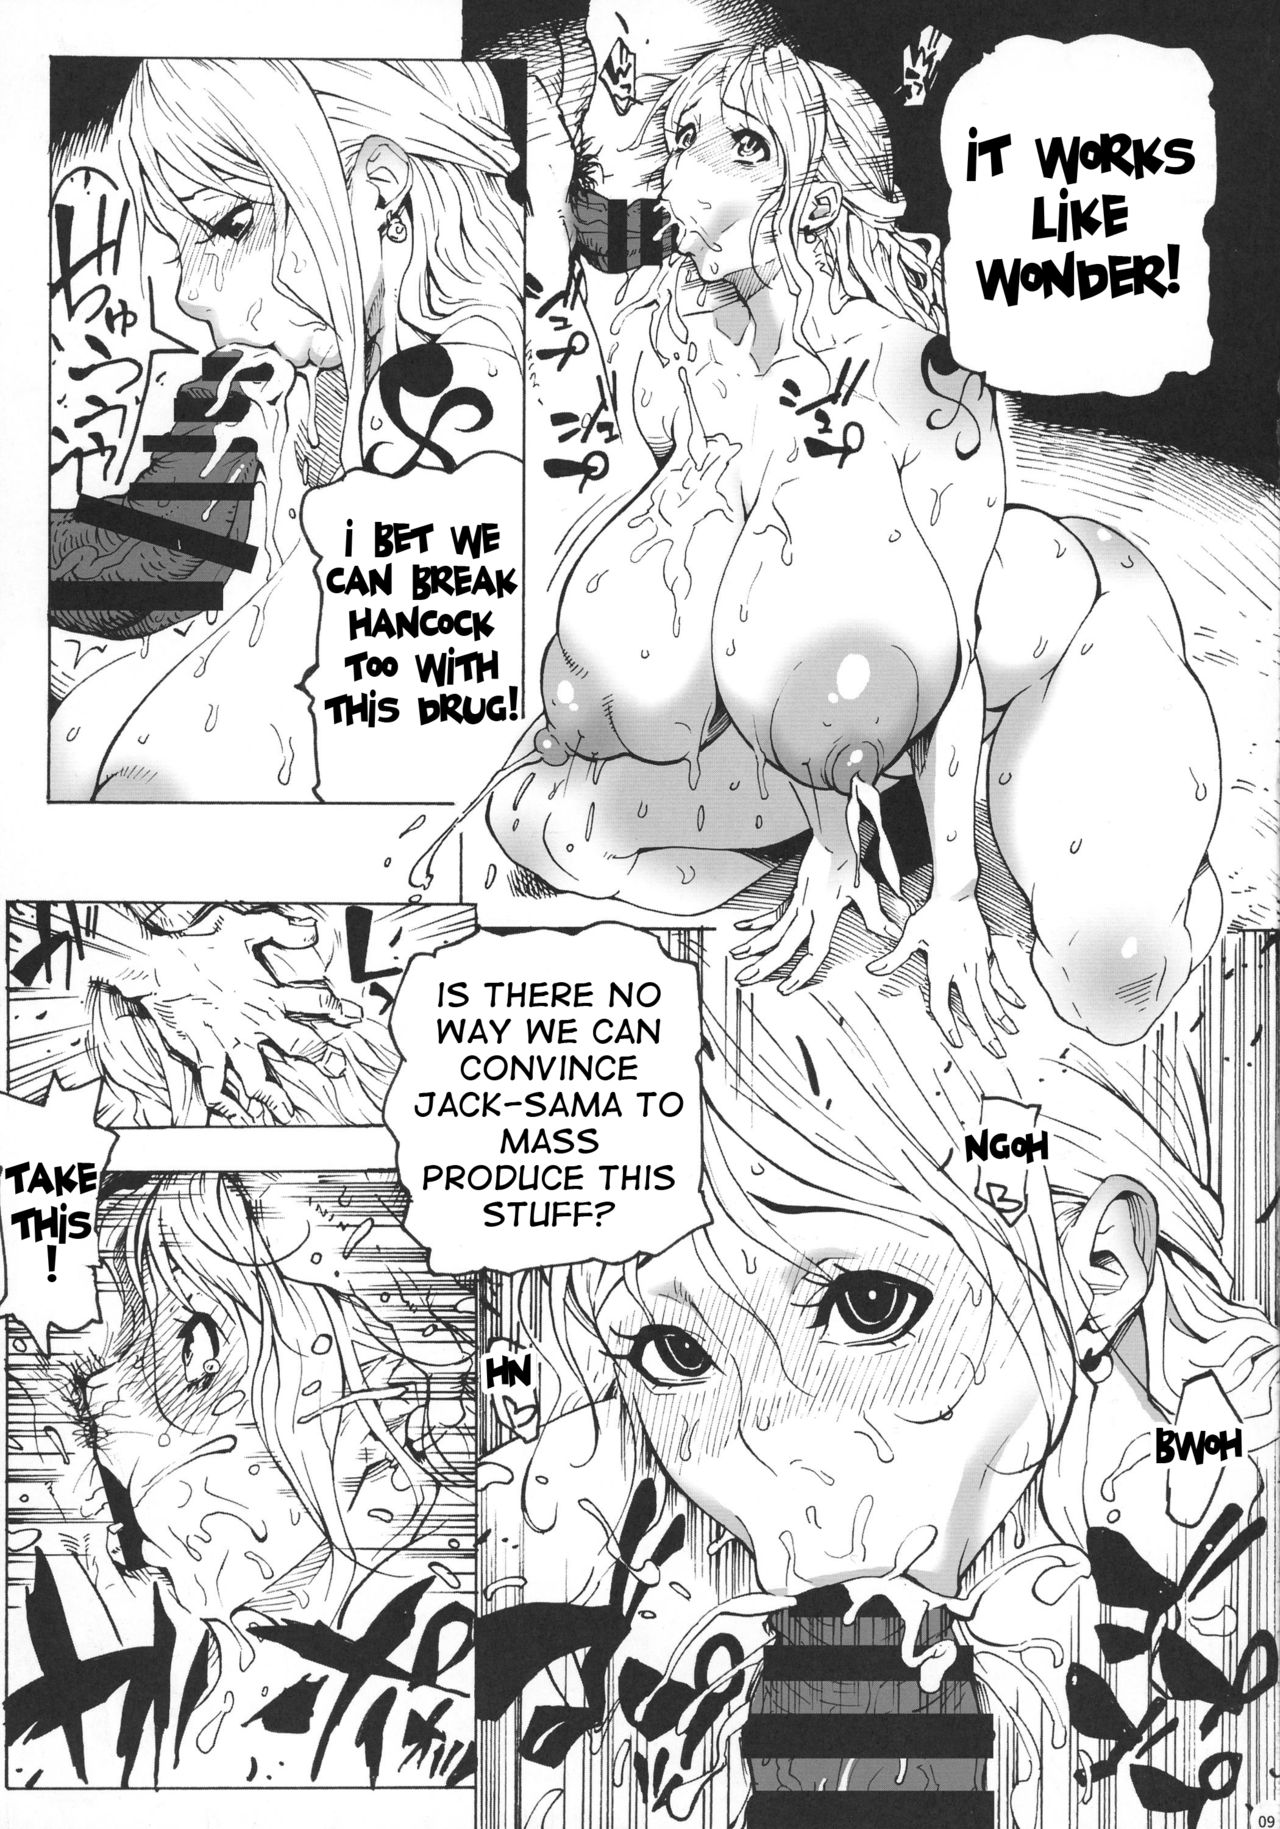 IT WORKS
LIKE
WONDER!
I BET WE
CAN BREAK
HANCOCK
TOO WITH
THIS DRUG!
IS THERE NO
WAY WE CAN
CONVINCE
JACK-SAMA TO
MASS
PRODUCE THIS
STUFF?
TAKE
THIS
!
NGOH
HN
BWOH
09